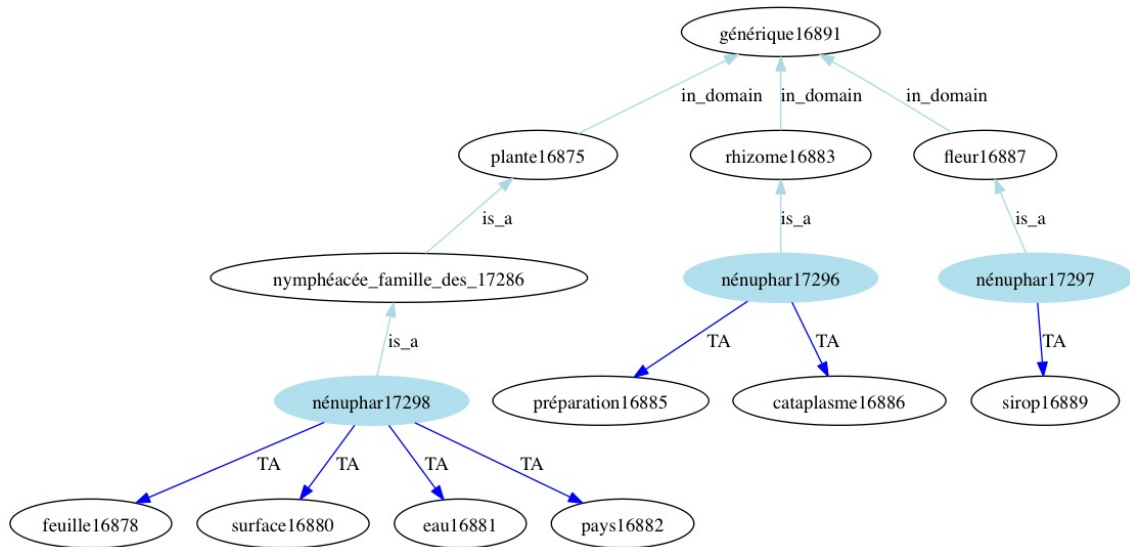 générique16891
in_domain in_domain in_domain
plante16875 rhizome16883 fleur16887
is_a is_a is_a
nymphéacée_famille_des_17286 nénuphar17296 nénuphar17297
is_a TA TA TA
nénuphar17298 préparation16885 cataplasme16886 sirop16889
TA TA TA TA
feuille16878 surface16880 eau16881 pays16882